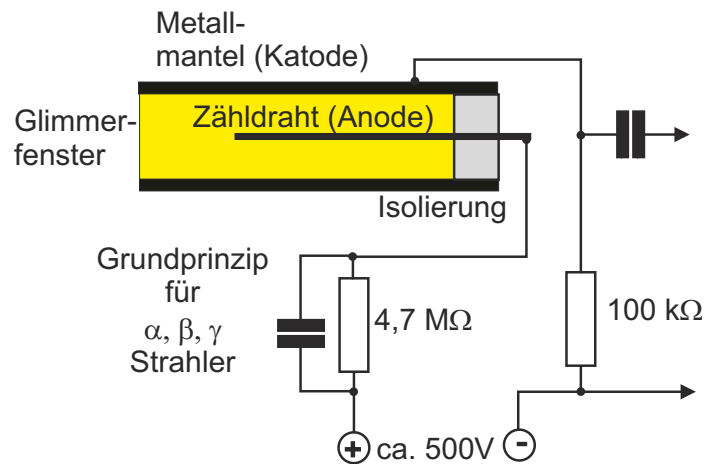 Metall-
mantel (Katode)
Glimmer-
fenster
Zähldraht (Anode)
Isolierung
Grundprinzip
für
α, β, γ
Strahler
4,7 MΩ
100 kΩ
+ ca. 500V -